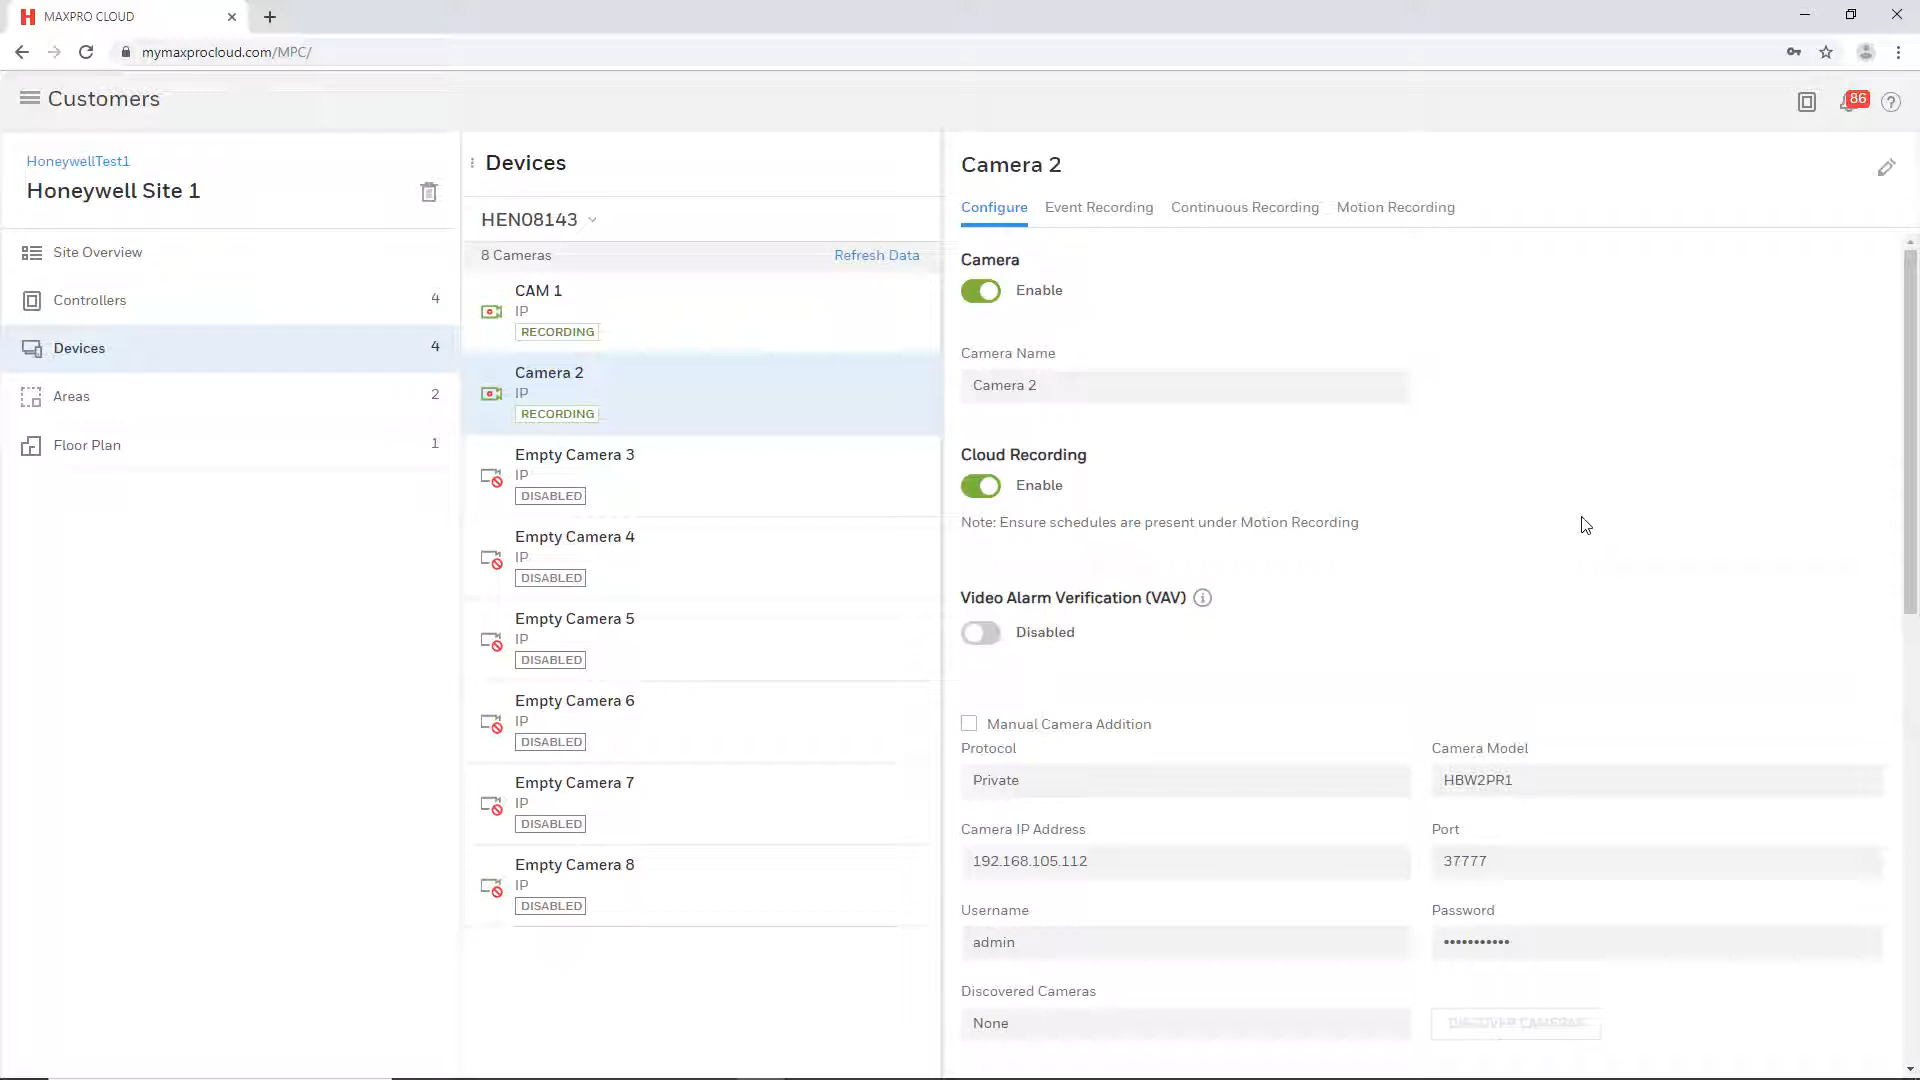 MAXPRO CLOUD
mymaxprocloud.com/MPC/
Customers
86
HoneywellTest1
Honeywell Site 1
Site Overview
Controllers 4
Devices 4
Areas 2
Floor Plan 1
Devices
HEN08143
8 Cameras Refresh Data
CAM 1
IP
RECORDING
Camera 2
IP
RECORDING
Empty Camera 3
IP
DISABLED
Empty Camera 4
IP
DISABLED
Empty Camera 5
IP
DISABLED
Empty Camera 6
IP
DISABLED
Empty Camera 7
IP
DISABLED
Empty Camera 8
IP
DISABLED
Camera 2
Configure Event Recording Continuous Recording Motion Recording
Camera
Enable
Camera Name
Camera 2
Cloud Recording
Enable
Note: Ensure schedules are present under Motion Recording
Video Alarm Verification (VAV)
Disabled
Manual Camera Addition
Protocol Camera Model
Private HBW2PR1
Camera IP Address Port
192.168.105.112 37777
Username Password
admin •••••••••••
Discovered Cameras
None DISCOVER CAMERAS